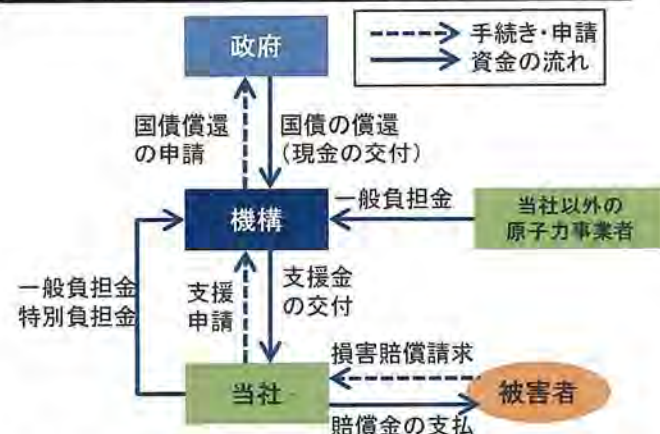 政府
手続き・申請
資金の流れ
国債償還
の申請
国債の償還
(現金の交付)
機構
一般負担金
当社以外の
原子力事業者
一般負担金
特別負担金
支援
申請
支援金
の交付
損害賠償請求
当社
被害者
賠償金の支払